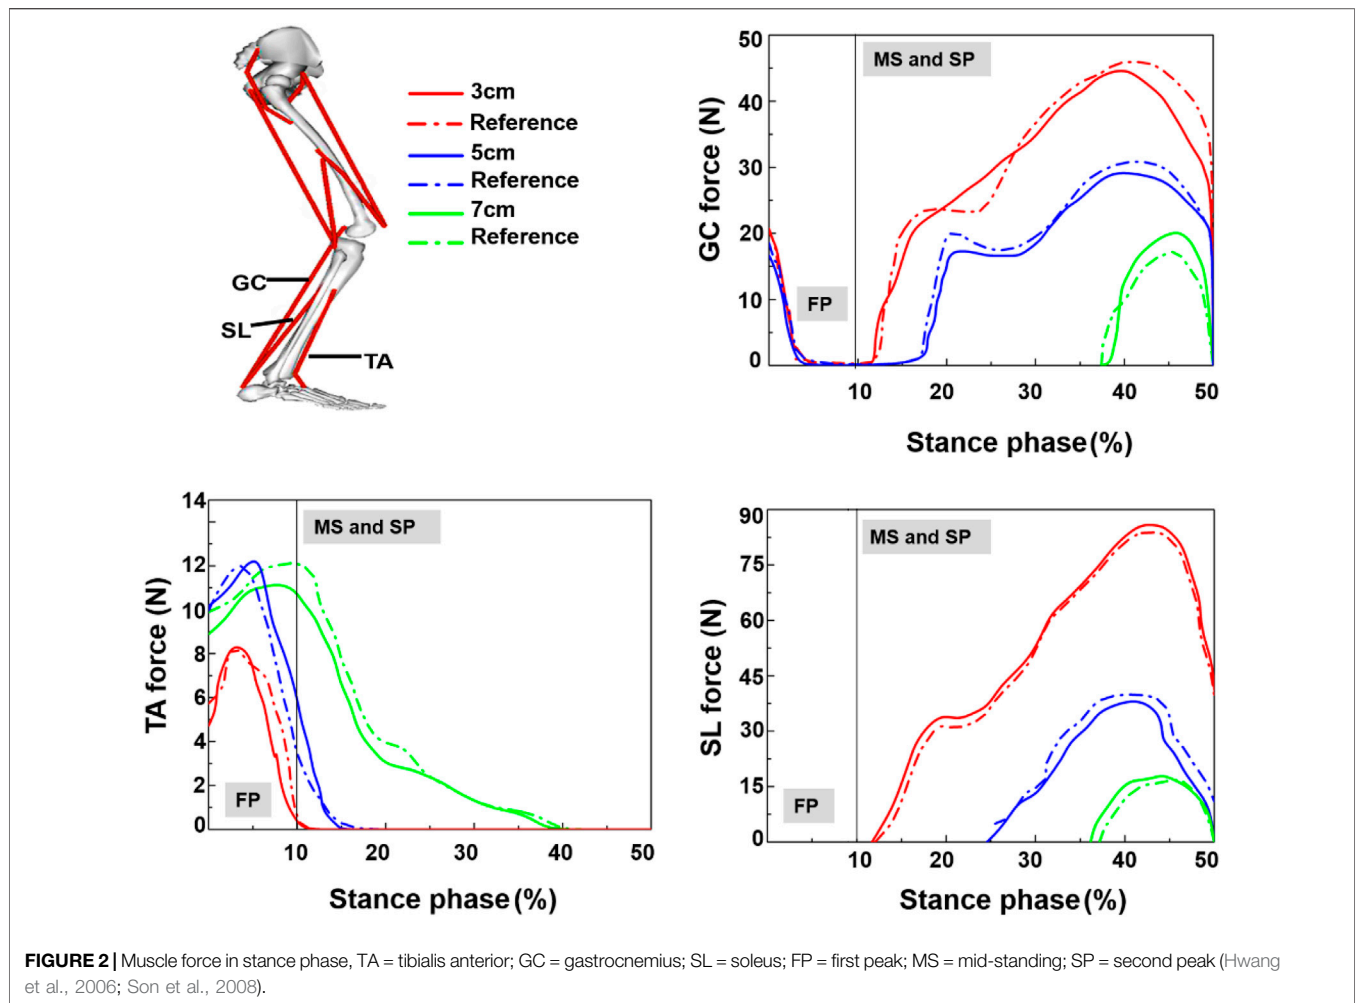 3cm
Reference
5cm
Reference
7cm
Reference
GC
SL
TA
GC force (N)
50
40
30
20
10
0
MS and SP
FP
10 20 30 40 50
Stance phase (%)
TA force (N)
14
12
10
8
6
4
2
0
MS and SP
FP
10 20 30 40 50
Stance phase (%)
SL force (N)
90
75
60
45
30
15
0
MS and SP
FP
10 20 30 40 50
Stance phase (%)
FIGURE 2 | Muscle force in stance phase, TA = tibialis anterior; GC = gastrocnemius; SL = soleus; FP = first peak; MS = mid-standing; SP = second peak (Hwang
et al., 2006; Son et al., 2008).